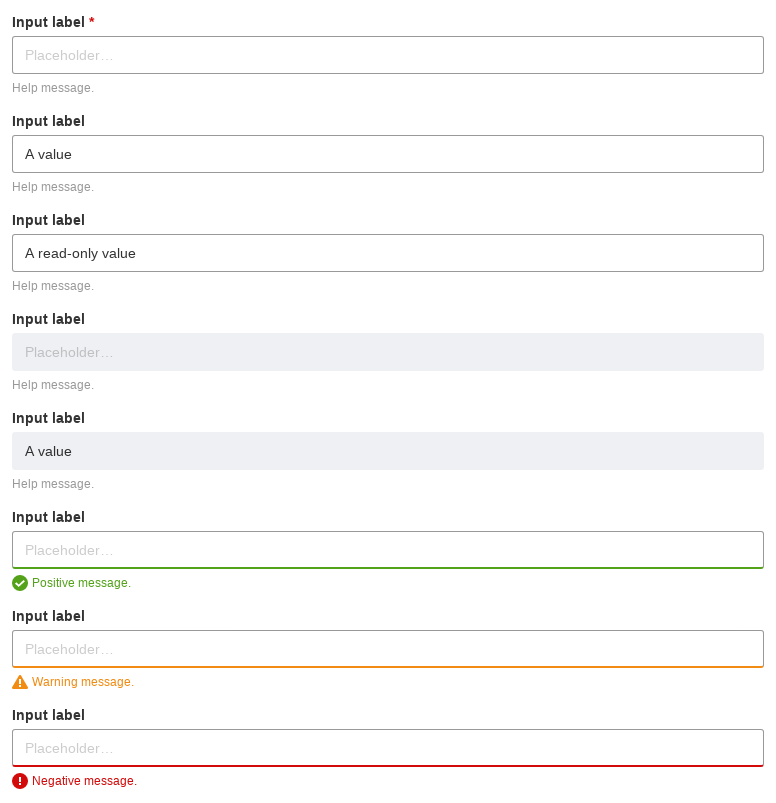 Input label *
Placeholder…
Help message.
Input label
A value
Help message.
Input label
A read-only value
Help message.
Input label
Placeholder…
Help message.
Input label
A value
Help message.
Input label
Placeholder…
Positive message.
Input label
Placeholder…
Warning message.
Input label
Placeholder…
Negative message.